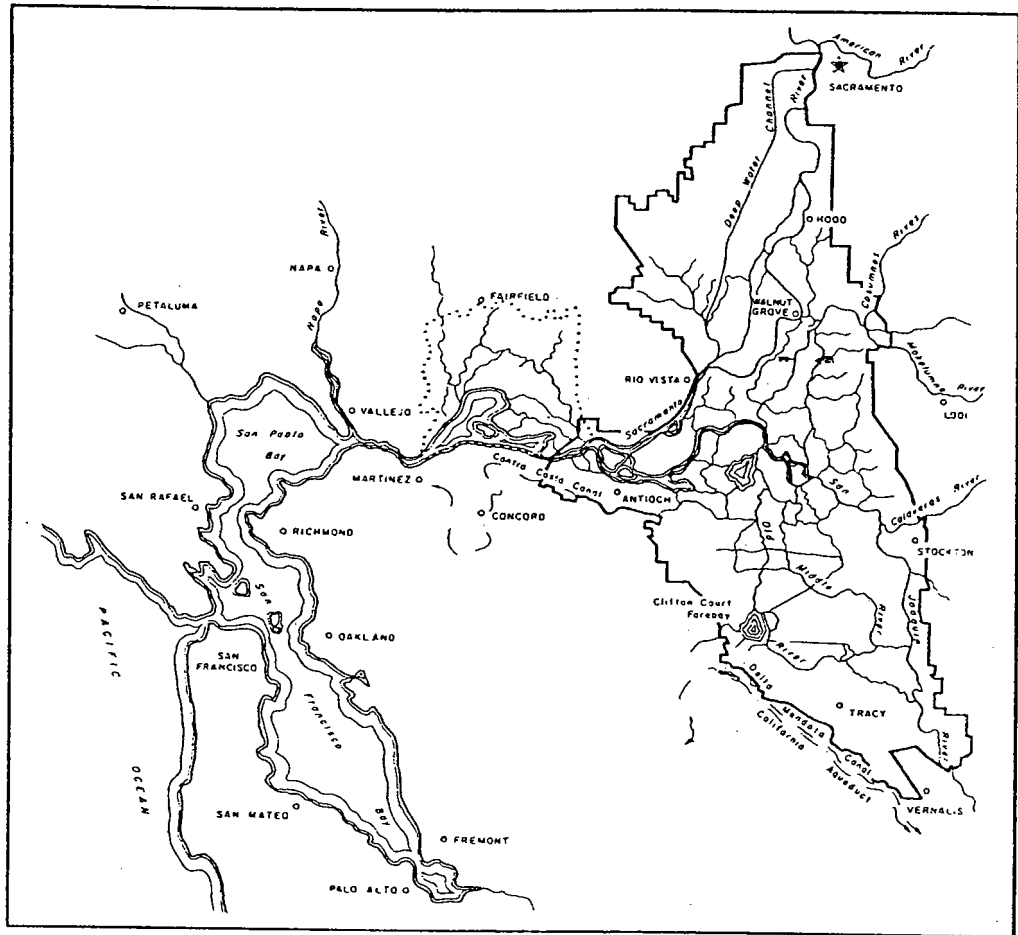 American River
SACRAMENTO
River
Deep Water Channel
HOOD
Cosumnes River
NAPA
Napa River
PETALUMA
FAIRFIELD
WALNUT
GROVE
Mokelumne River
LODI
RIO VISTA
Sacramento
VALLEJO
San Pablo
Bay
MARTINEZ
Contra Costa Canal
ANTIOCH
San
Calaveras River
SAN RAFAEL
CONCORD
RICHMOND
STOCKTON
Old
Middle
River
Joaquin
San
Clifton Court
Forebay
River
PACIFIC
OAKLAND
SAN
FRANCISCO
Francisco
Delta Mendota Canal
California Aqueduct
TRACY
River
OCEAN
VERNALIS
SAN MATEO
Bay
FREMONT
PALO ALTO